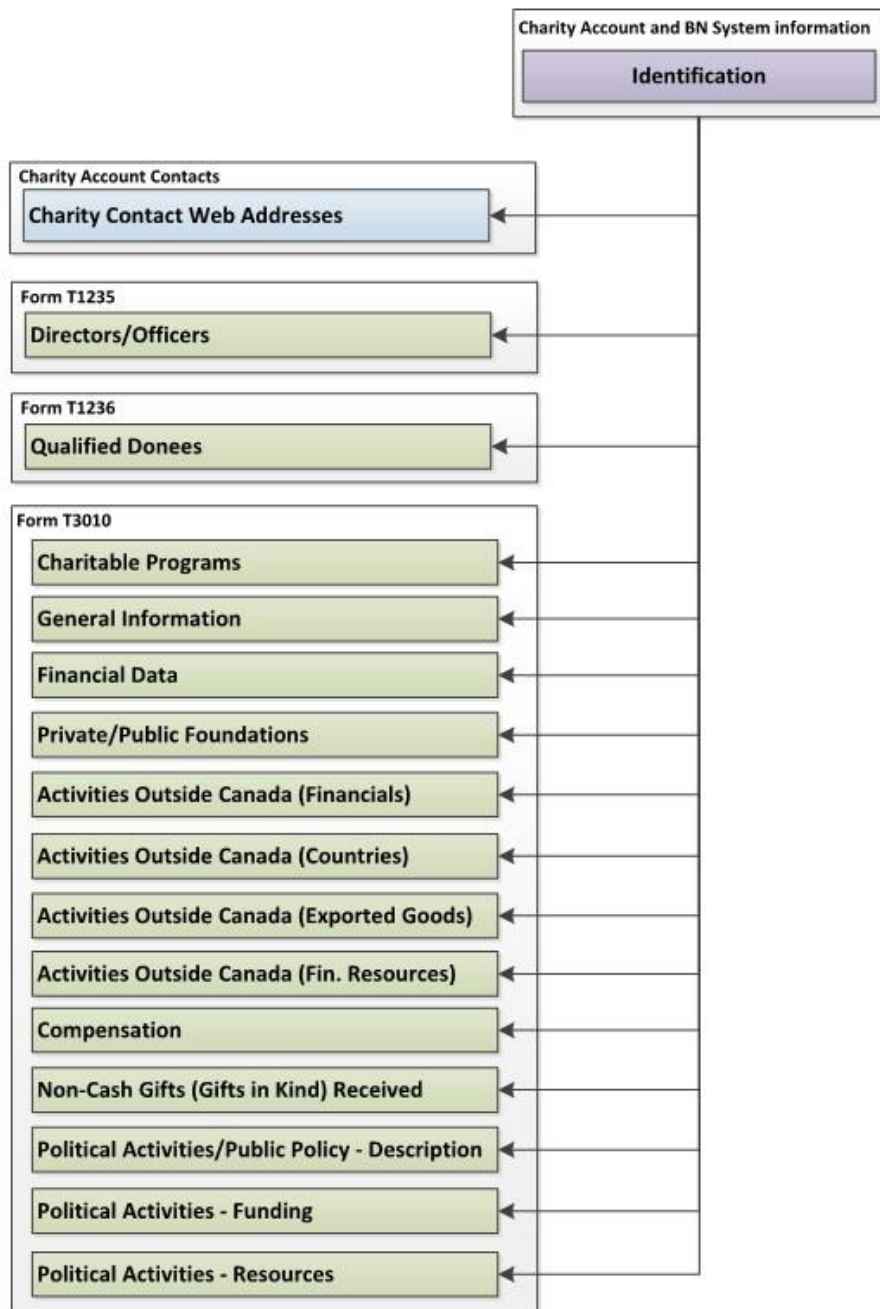 Charity Account and BN System information
Identification
Charity Account Contacts
Charity Contact Web Addresses
Form T1235
Directors/Officers
Form T1236
Qualified Donees
Form T3010
Charitable Programs
General Information
Financial Data
Private/Public Foundations
Activities Outside Canada (Financials)
Activities Outside Canada (Countries)
Activities Outside Canada (Exported Goods)
Activities Outside Canada (Fin. Resources)
Compensation
Non-Cash Gifts (Gifts in Kind) Received
Political Activities/Public Policy - Description
Political Activities - Funding
Political Activities - Resources